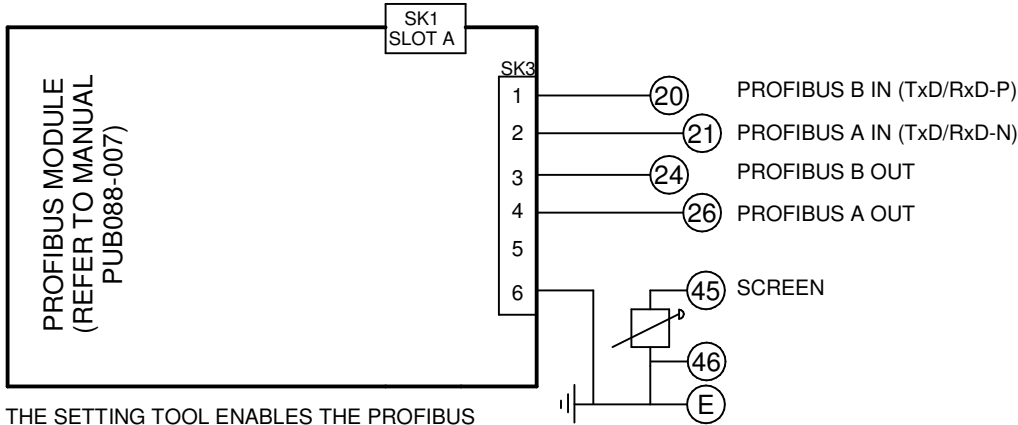 SK1
SLOT A
PROFIBUS MODULE
(REFER TO MANUAL
PUB088-007)
SK3
1
20
PROFIBUS B IN (TxD/RxD-P)
2
21
PROFIBUS A IN (TxD/RxD-N)
3
24
PROFIBUS B OUT
4
26
PROFIBUS A OUT
5
6
45
SCREEN
46
E
THE SETTING TOOL ENABLES THE PROFIBUS